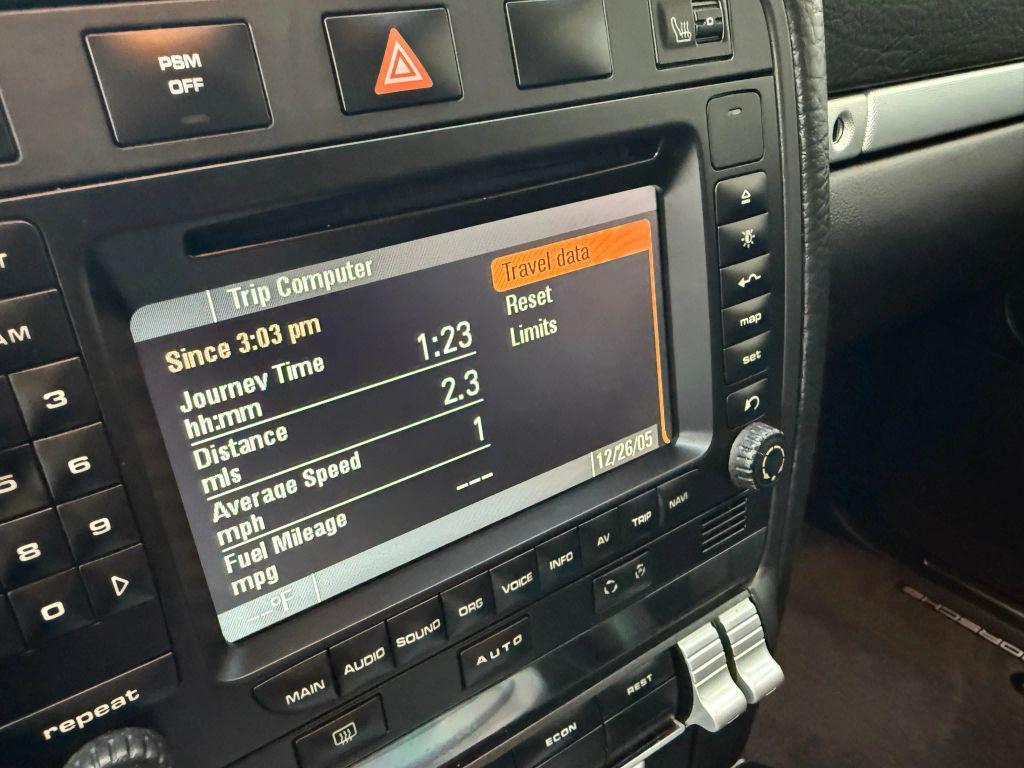 PSM
OFF
Trip Computer
Travel data
Reset
Limits
Since 3:03 pm
Journey Time
hh:mm
1:23
Distance
mls
2.3
Average Speed
mph
1
Fuel Mileage
mpg
---
--°F
12/26/05
AM
3
6
5
9
8
0
map
set
MAIN
AUDIO
SOUND
ORG
VOICE
INFO
AV
TRIP
NAVI
AUTO
repeat
ECON
REST